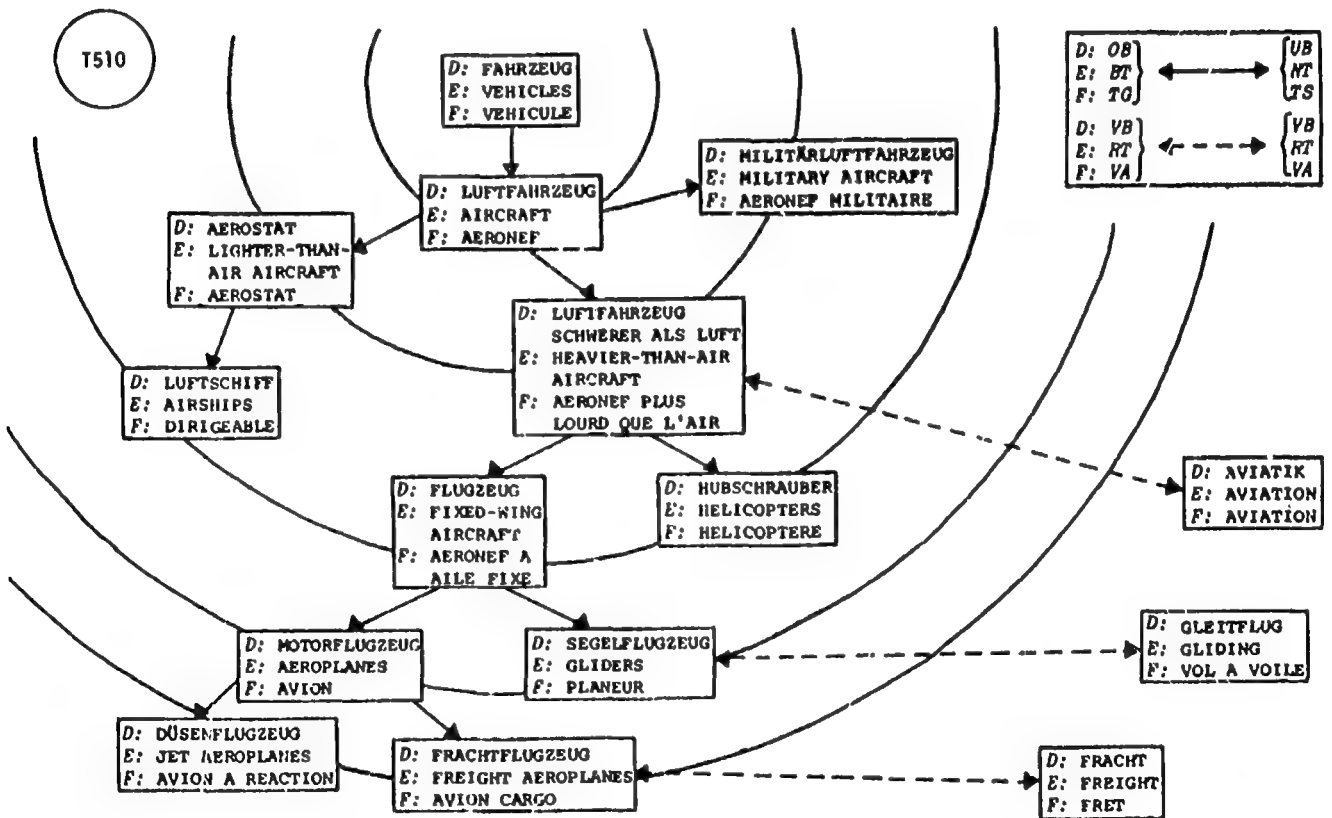 T510
D: FAHRZEUG
E: VEHICLES
F: VEHICULE
D: OB
E: BT
F: TG
UB
NT
TS
D: VB
E: RT
F: VA
VB
RT
VA
D: MILITÄRLUFTFAHRZEUG
E: MILITARY AIRCRAFT
F: AERONEF MILITAIRE
D: LUFTFAHRZEUG
E: AIRCRAFT
F: AERONEF
D: AEROSTAT
E: LIGHTER-THAN-
AIR AIRCRAFT
F: AEROSTAT
D: LUFTFAHRZEUG
SCHWERER ALS LUFT
E: HEAVIER-THAN-AIR
AIRCRAFT
F: AERONEF PLUS
LOURD QUE L'AIR
D: LUFTSCHIFF
E: AIRSHIPS
F: DIRIGEABLE
D: FLUGZEUG
E: FIXED-WING
AIRCRAFT
F: AERONEF A
AILE FIXE
D: HUBSCHRAUBER
E: HELICOPTERS
F: HELICOPTERE
D: AVIATIK
E: AVIATION
F: AVIATION
D: MOTORFLUGZEUG
E: AEROPLANES
F: AVION
D: SEGELFLUGZEUG
E: GLIDERS
F: PLANEUR
D: GLEITFLUG
E: GLIDING
F: VOL A VOILE
D: DÜSENFLUGZEUG
E: JET AEROPLANES
F: AVION A REACTION
D: FRACHTFLUGZEUG
E: FREIGHT AEROPLANES
F: AVION CARGO
D: FRACHT
E: FREIGHT
F: FRET